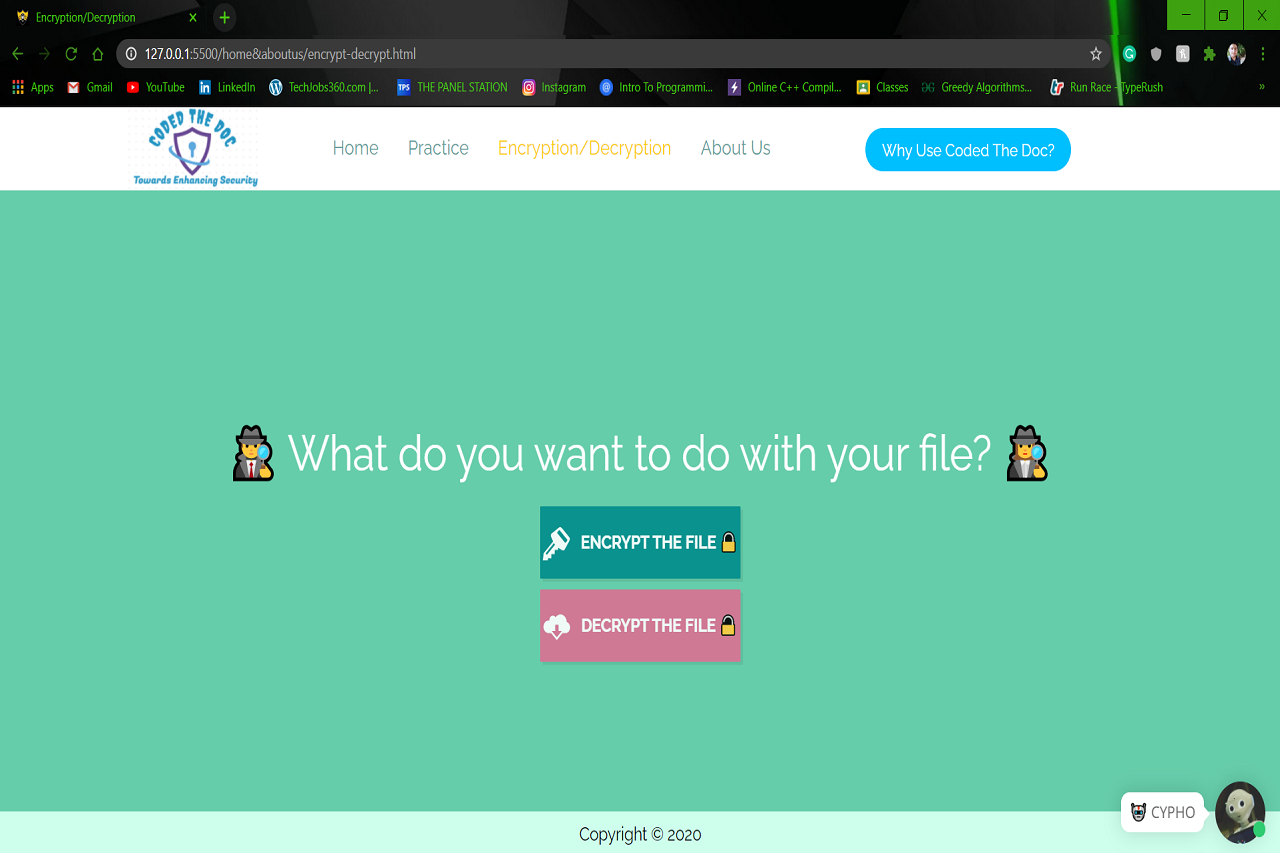 Encryption/Decryption
127.0.0.1:5500/home&aboutus/encrypt-decrypt.html
Apps Gmail YouTube LinkedIn TechJobs360.com |... TPS THE PANEL STATION Instagram Intro To Programmi... Online C++ Compil... Classes Greedy Algorithms... Run Race - TypeRush »
CODED THE DOC
Towards Enhancing Security
Home Practice Encryption/Decryption About Us Why Use Coded The Doc?
What do you want to do with your file?
ENCRYPT THE FILE
DECRYPT THE FILE
CYPHO
Copyright © 2020